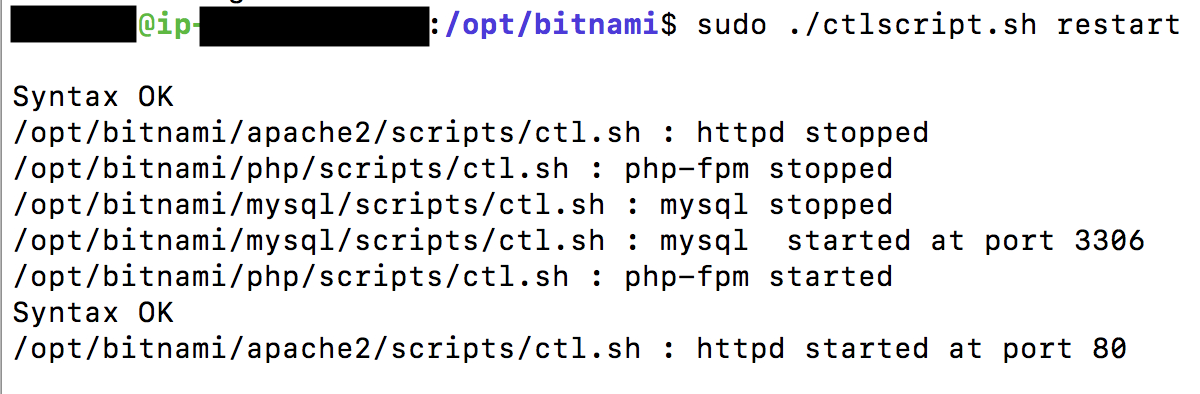 @ip-:/opt/bitnami$ sudo ./ctlscript.sh restart
Syntax OK
/opt/bitnami/apache2/scripts/ctl.sh : httpd stopped
/opt/bitnami/php/scripts/ctl.sh : php-fpm stopped
/opt/bitnami/mysql/scripts/ctl.sh : mysql stopped
/opt/bitnami/mysql/scripts/ctl.sh : mysql  started at port 3306
/opt/bitnami/php/scripts/ctl.sh : php-fpm started
Syntax OK
/opt/bitnami/apache2/scripts/ctl.sh : httpd started at port 80